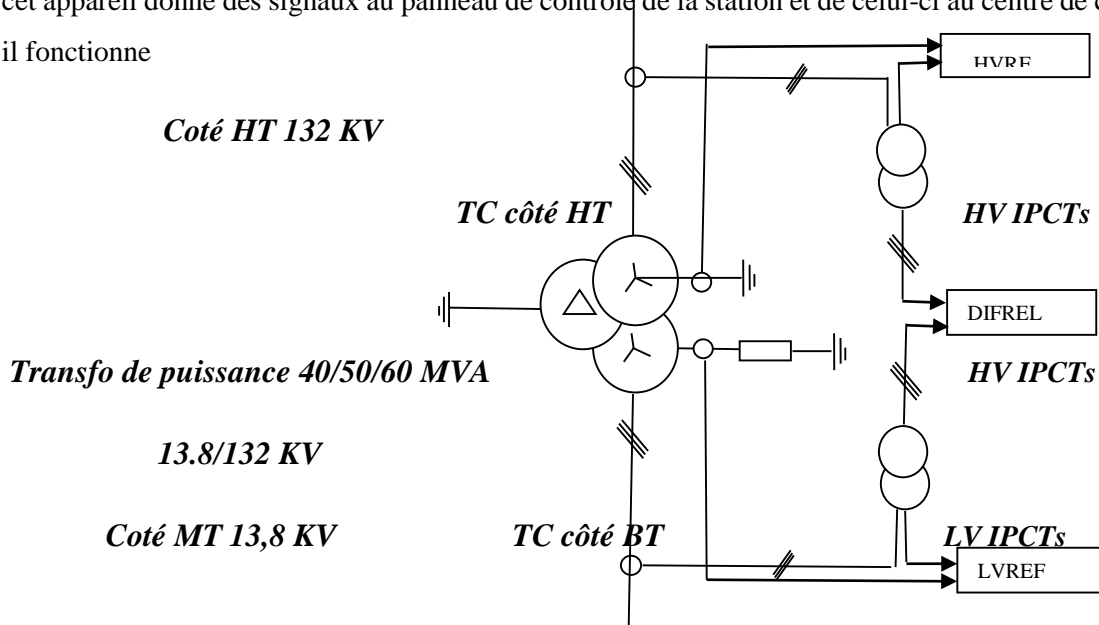 cet appareil donne des signaux au panneau de contrôle de la station et de celui-ci au centre de
il fonctionne
HVRE
Coté HT 132 KV
TC côté HT
HV IPCTs
DIFREL
Transfo de puissance 40/50/60 MVA
HV IPCTs
13.8/132 KV
Coté MT 13,8 KV
TC côté BT
LV IPCTs
LVREF